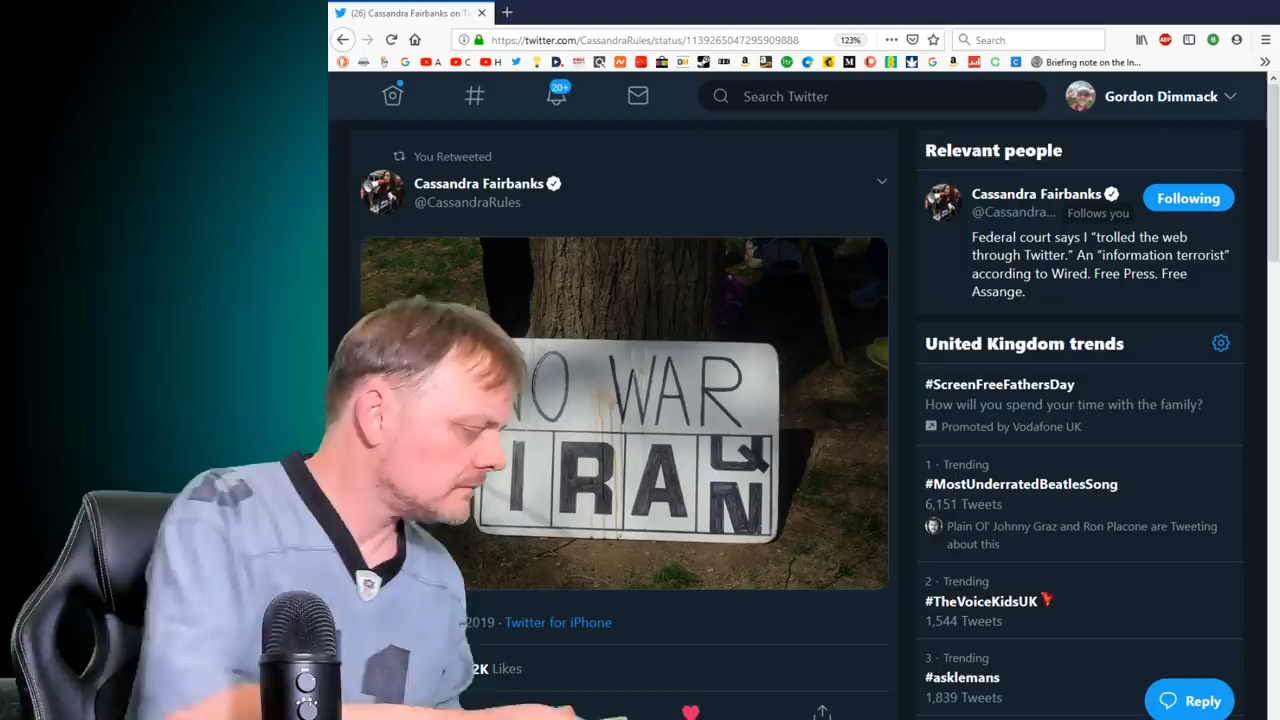 (26) Cassandra Fairbanks on T
https://twitter.com/CassandraRules/status/1139265047295909888
123%
Search
Briefing note on the In...
20+
Search Twitter
Gordon Dimmack
You Retweeted
Cassandra Fairbanks
@CassandraRules
NO WAR
IRA
Q
N
2019 · Twitter for iPhone
2K Likes
Relevant people
Cassandra Fairbanks
Following
@Cassandra... Follows you
Federal court says I “trolled the web
through Twitter.” An “information terrorist”
according to Wired. Free Press. Free
Assange.
United Kingdom trends
#ScreenFreeFathersDay
How will you spend your time with the family?
Promoted by Vodafone UK
1 · Trending
#MostUnderratedBeatlesSong
6,151 Tweets
Plain Ol' Johnny Graz and Ron Placone are Tweeting
about this
2 · Trending
#TheVoiceKidsUK
1,544 Tweets
3 · Trending
#asklemans
1,839 Tweets
Reply